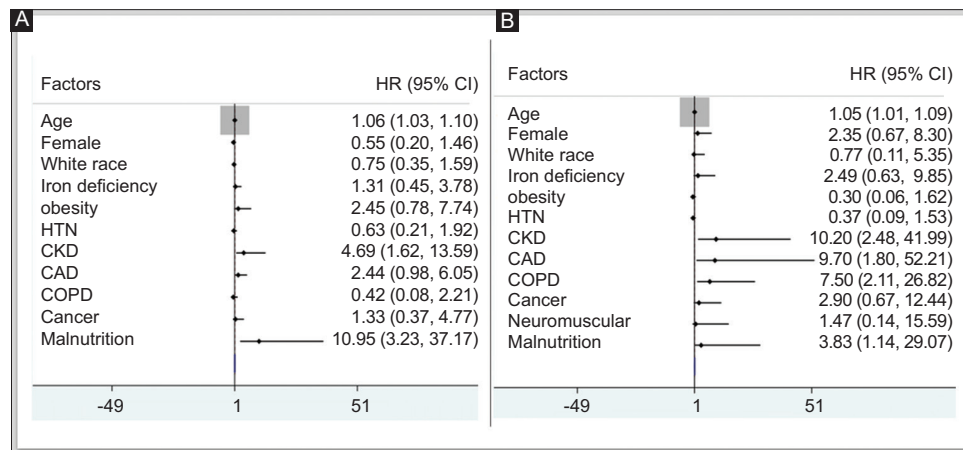 A
Factors HR (95% CI)
Age 1.06 (1.03, 1.10)
Female 0.55 (0.20, 1.46)
White race 0.75 (0.35, 1.59)
Iron deficiency 1.31 (0.45, 3.78)
obesity 2.45 (0.78, 7.74)
HTN 0.63 (0.21, 1.92)
CKD 4.69 (1.62, 13.59)
CAD 2.44 (0.98, 6.05)
COPD 0.42 (0.08, 2.21)
Cancer 1.33 (0.37, 4.77)
Malnutrition 10.95 (3.23, 37.17)
-49 1 51
B
Factors HR (95% CI)
Age 1.05 (1.01, 1.09)
Female 2.35 (0.67, 8.30)
White race 0.77 (0.11, 5.35)
Iron deficiency 2.49 (0.63, 9.85)
obesity 0.30 (0.06, 1.62)
HTN 0.37 (0.09, 1.53)
CKD 10.20 (2.48, 41.99)
CAD 9.70 (1.80, 52.21)
COPD 7.50 (2.11, 26.82)
Cancer 2.90 (0.67, 12.44)
Neuromuscular 1.47 (0.14, 15.59)
Malnutrition 3.83 (1.14, 29.07)
-49 1 51